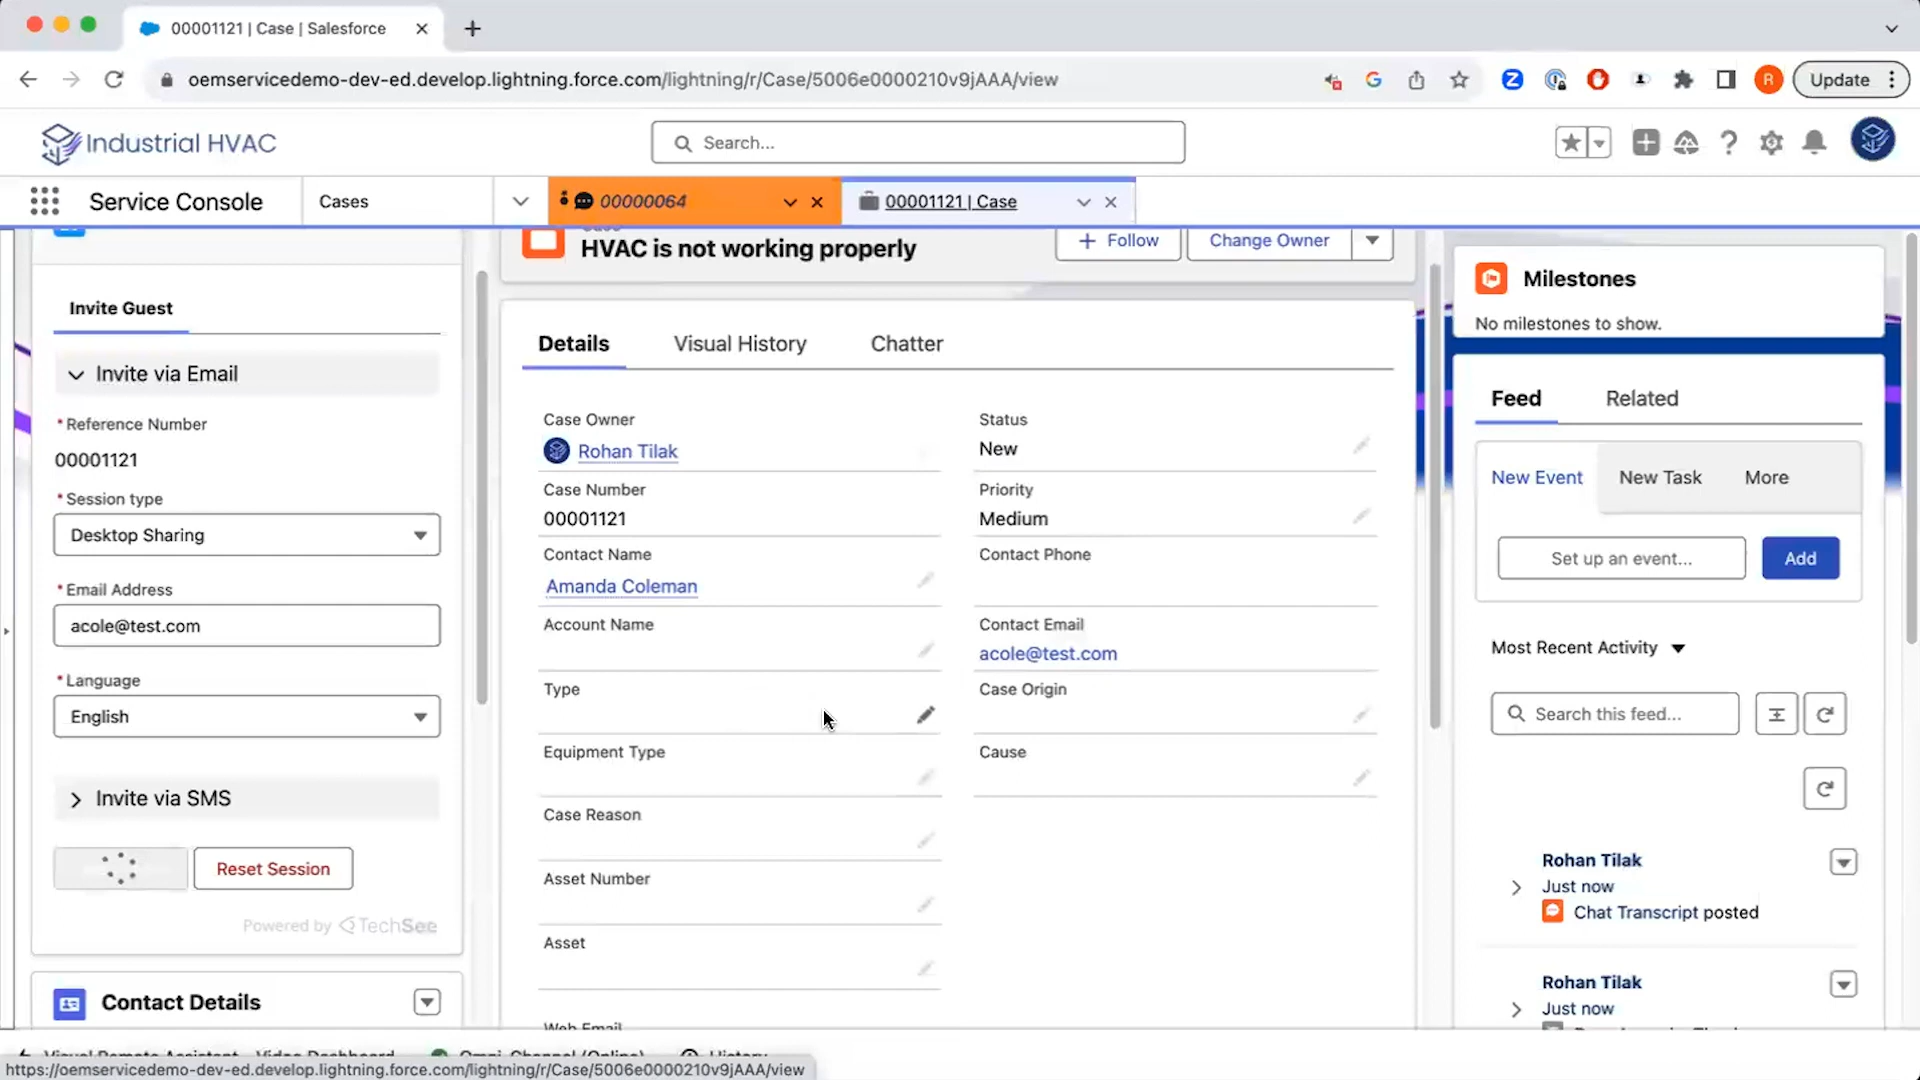 00001121 | Case | Salesforce
oemservicedemo-dev-ed.develop.lightning.force.com/lightning/r/Case/5006e0000210v9jAAA/view
R
Update
Industrial HVAC
Search...
Service Console
Cases
00000064
00001121 | Case
HVAC is not working properly
Follow
Change Owner
Invite Guest
Invite via Email
* Reference Number
00001121
* Session type
Desktop Sharing
* Email Address
acole@test.com
* Language
English
Invite via SMS
Reset Session
Powered by TechSee
Contact Details
Details
Visual History
Chatter
Case Owner
Rohan Tilak
Case Number
00001121
Contact Name
Amanda Coleman
Account Name
Type
Equipment Type
Case Reason
Asset Number
Asset
Web Email
Status
New
Priority
Medium
Contact Phone
Contact Email
acole@test.com
Case Origin
Cause
Milestones
No milestones to show.
Feed
Related
New Event
New Task
More
Set up an event...
Add
Most Recent Activity
Search this feed...
Rohan Tilak
Just now
Chat Transcript posted
Rohan Tilak
Just now
Visual Remote Assistant - Video Dashboard
Omni-Channel (Online)
History
https://oemservicedemo-dev-ed.develop.lightning.force.com/lightning/r/Case/5006e0000210v9jAAA/view